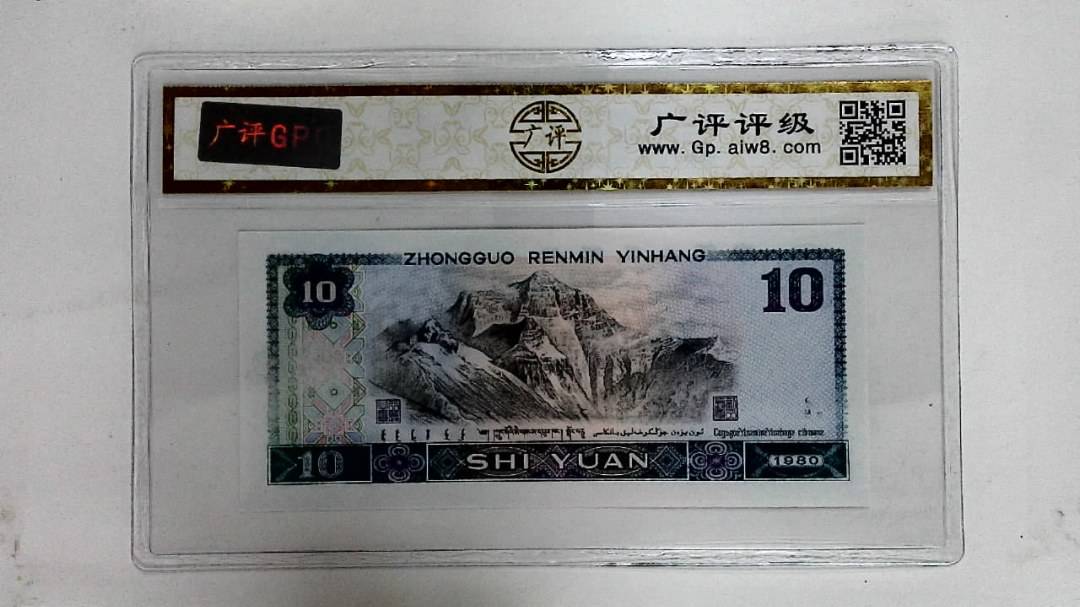 广评GP
广评
广评评级
www.Gp.aiw8.com
ZHONGGUO RENMIN YINHANG
10
10
10
SHI YUAN
1980